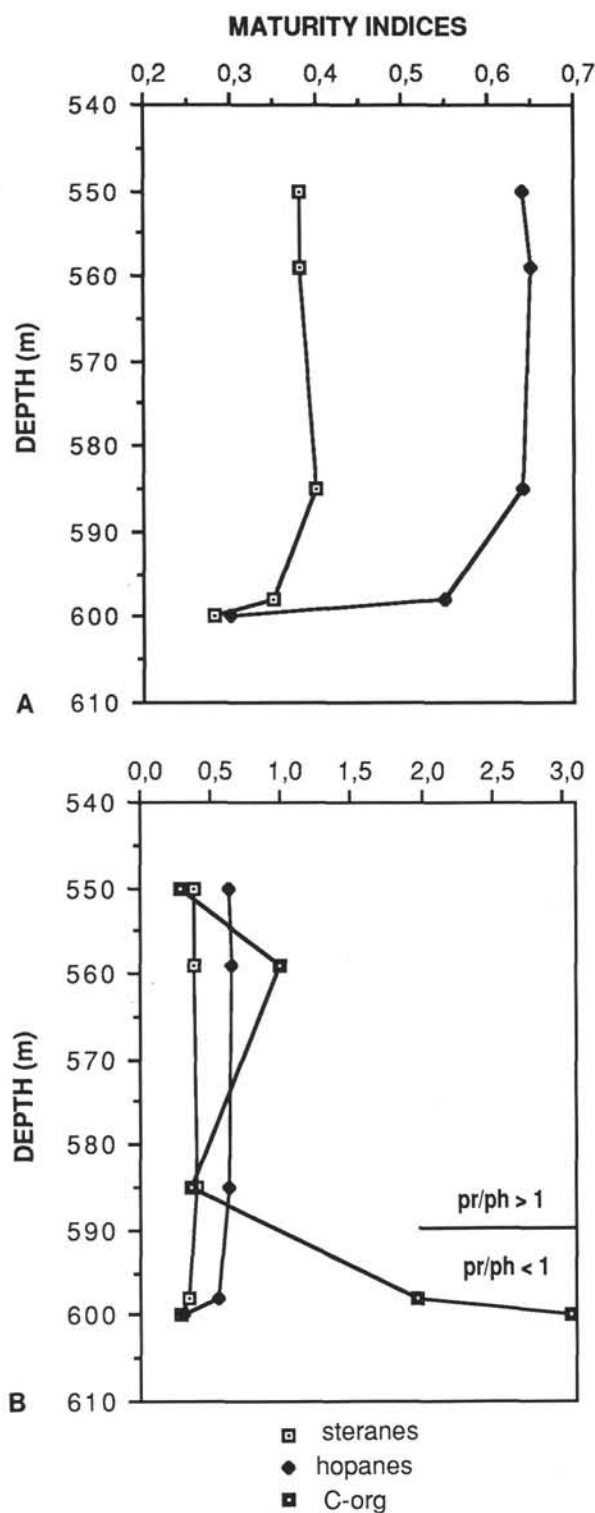 MATURITY INDICES
0,2 0,3 0,4 0,5 0,6 0,7
540
550
560
570
580
590
600
610
DEPTH (m)
A
0,0 0,5 1,0 1,5 2,0 2,5 3,0
540
550
560
570
580
590
600
610
DEPTH (m)
pr/ph > 1
pr/ph < 1
B
steranes
hopanes
C-org